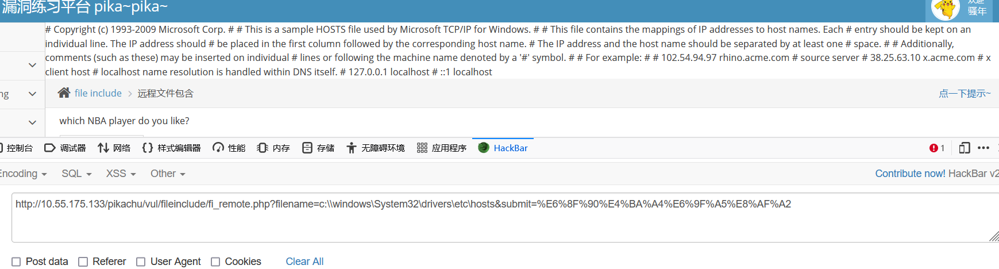 漏洞练习平台 pika~pika~
欢迎
骚年
# Copyright (c) 1993-2009 Microsoft Corp. # # This is a sample HOSTS file used by Microsoft TCP/IP for Windows. # # This file contains the mappings of IP addresses to host names. Each # entry should be kept on an
individual line. The IP address should # be placed in the first column followed by the corresponding host name. # The IP address and the host name should be separated by at least one # space. # # Additionally,
comments (such as these) may be inserted on individual # lines or following the machine name denoted by a '#' symbol. # # For example: # # 102.54.94.97 rhino.acme.com # source server # 38.25.63.10 x.acme.com # x
client host # localhost name resolution is handled within DNS itself. # 127.0.0.1 localhost # ::1 localhost
ng
file include > 远程文件包含 点一下提示~
which NBA player do you like?
控制台 调试器 网络 样式编辑器 性能 内存 存储 无障碍环境 应用程序 HackBar 1
Encoding SQL XSS Other Contribute now! HackBar v2
http://10.55.175.133/pikachu/vul/fileinclude/fi_remote.php?filename=c:\\windows\System32\drivers\etc\hosts&submit=%E6%8F%90%E4%BA%A4%E6%9F%A5%E8%AF%A2
Post data Referer User Agent Cookies Clear All